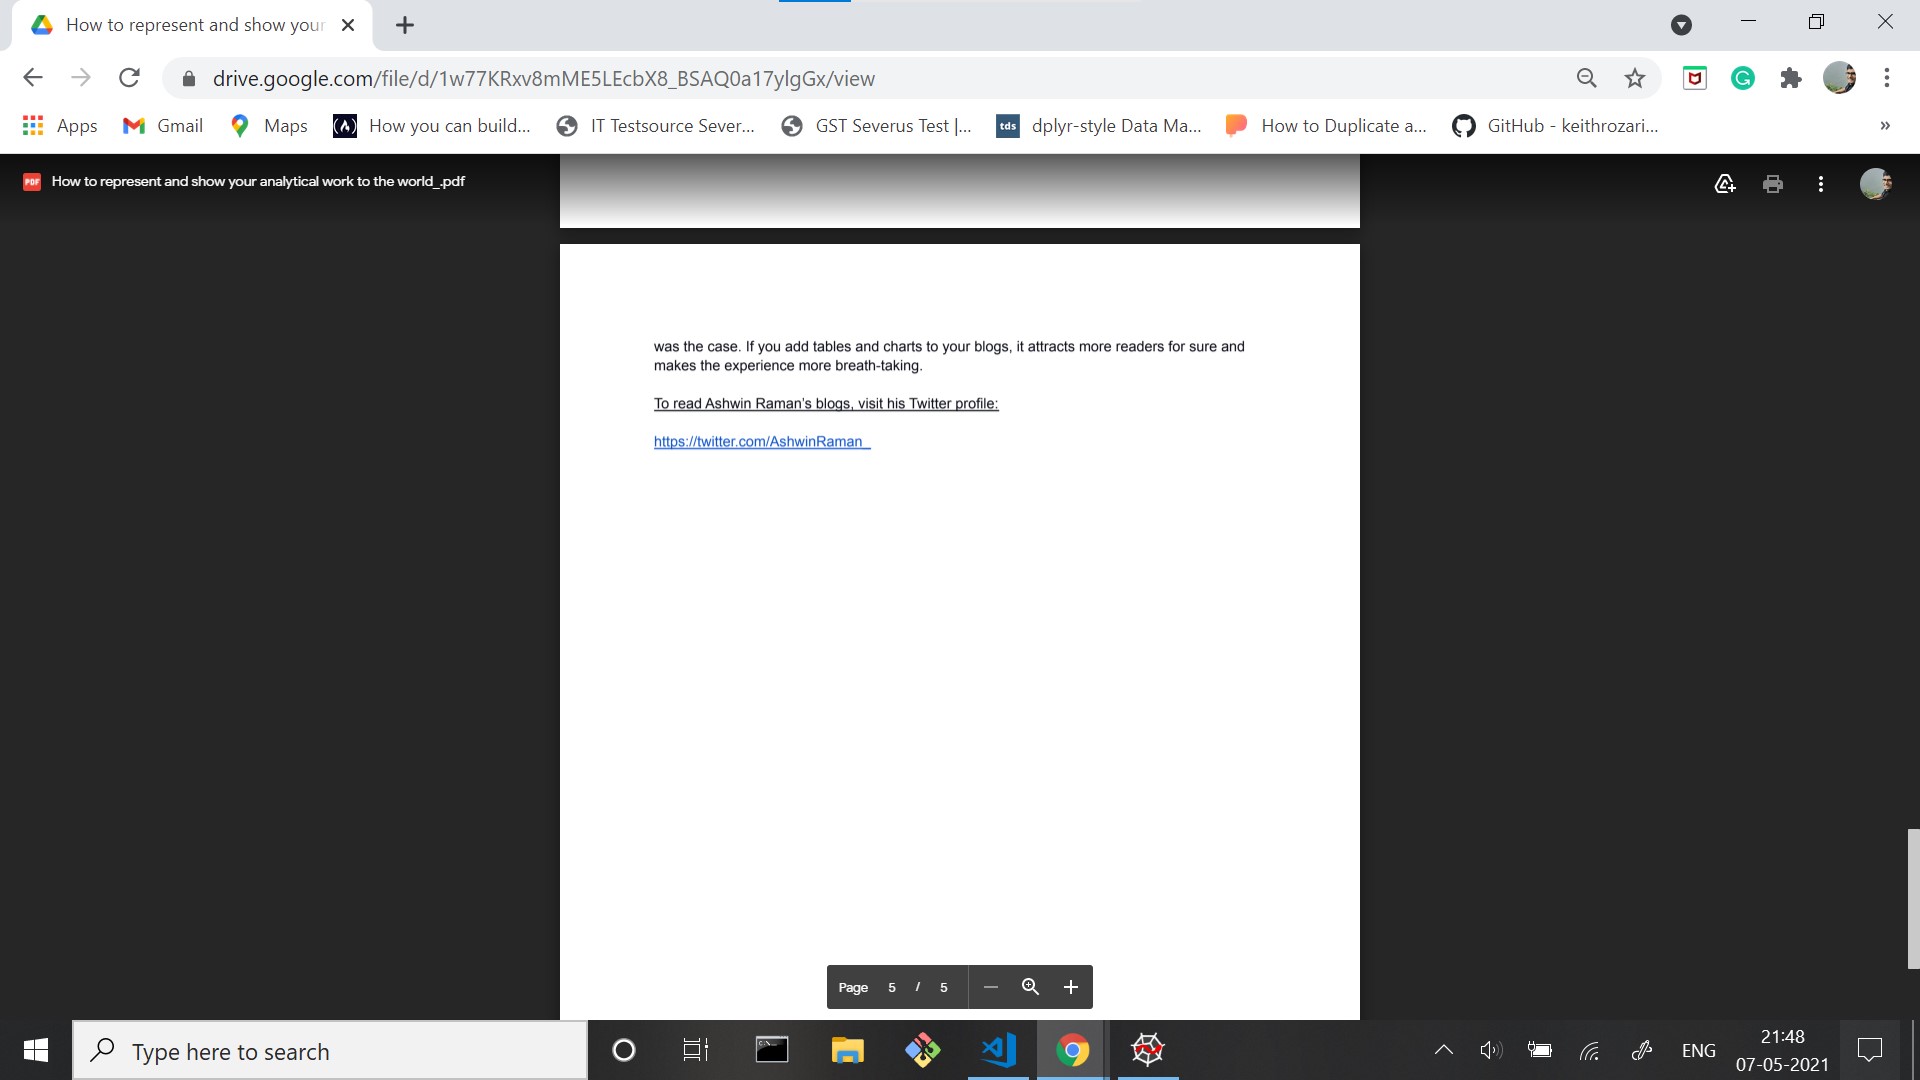 How to represent and show your
drive.google.com/file/d/1w77KRxv8mME5LEcbX8_BSAQ0a17ylgGx/view
Apps Gmail Maps How you can build... IT Testsource Sever... GST Severus Test |... tds dplyr-style Data Ma... How to Duplicate a... GitHub - keithrozari... »
PDF How to represent and show your analytical work to the world_.pdf
was the case. If you add tables and charts to your blogs, it attracts more readers for sure and
makes the experience more breath-taking.
To read Ashwin Raman's blogs, visit his Twitter profile:
https://twitter.com/AshwinRaman_
Page 5 / 5
Type here to search
ENG
21:48
07-05-2021